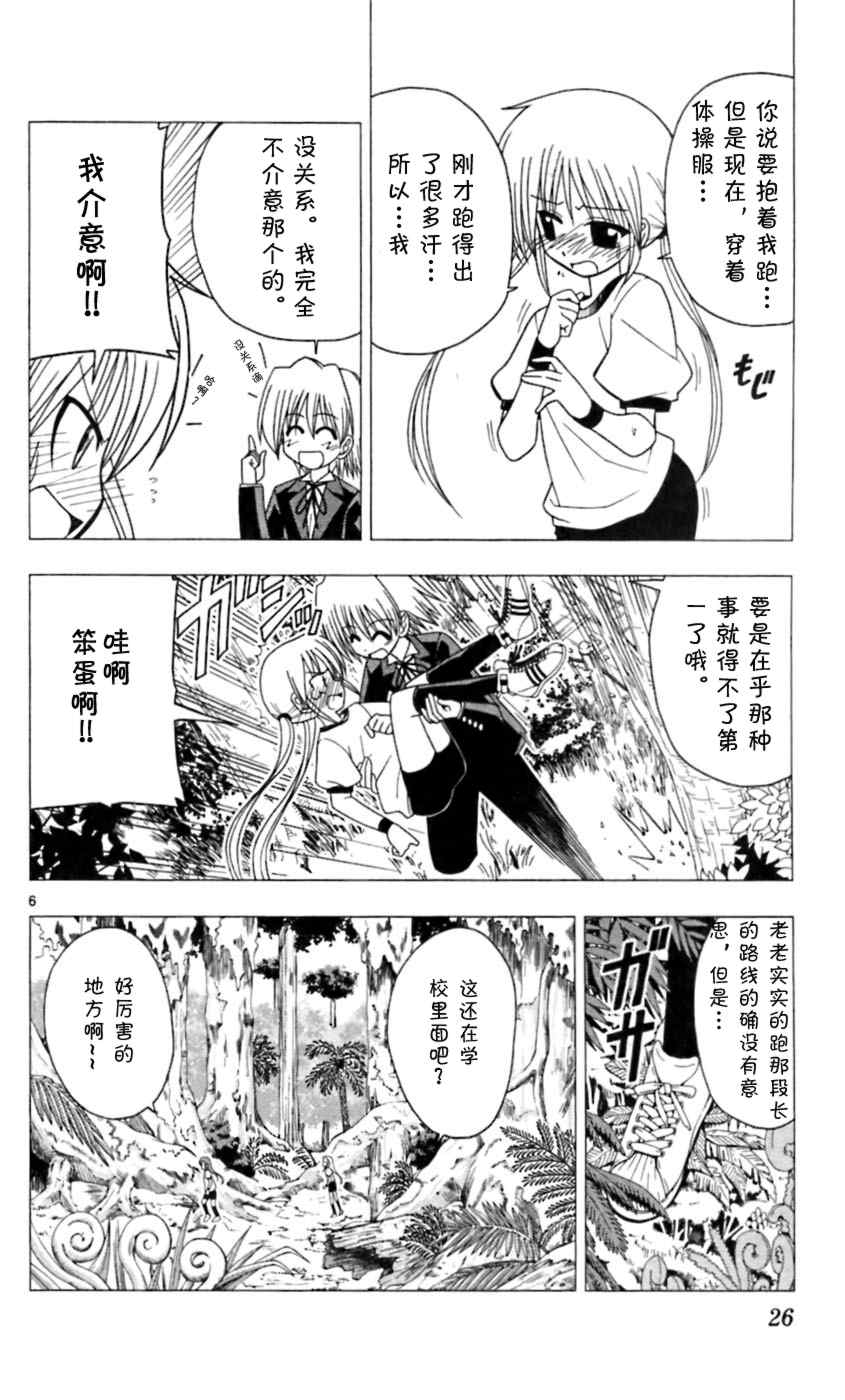 你说要抱着我跑…
但是现在，穿着
体操服…
刚才跑得出
了很多汗…
所以…我
もじ
没关系。我完全
不介意那个的。
没关系滴
我介意啊!!
要是在乎那种
事就得不了第
一了哦。
哇啊
笨蛋啊!!
6
老老实实的跑那段长
的路线的确没有意
思，但是…
ガサ
这还在学
校里面吧？
好厉害的
地方啊~~
26